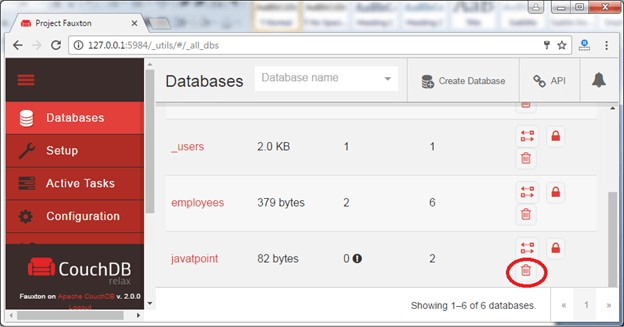 Project Fauxton
127.0.0.1:5984/_utils/#/_all_dbs
Databases
Database name
Create Database
API
Databases
Setup
Active Tasks
Configuration
_users 2.0 KB 1 1
employees 379 bytes 2 6
javatpoint 82 bytes 0 2
CouchDB
relax
Fauxton on Apache CouchDB v. 2.0.0
Logout
Showing 1–6 of 6 databases.
« 1 »